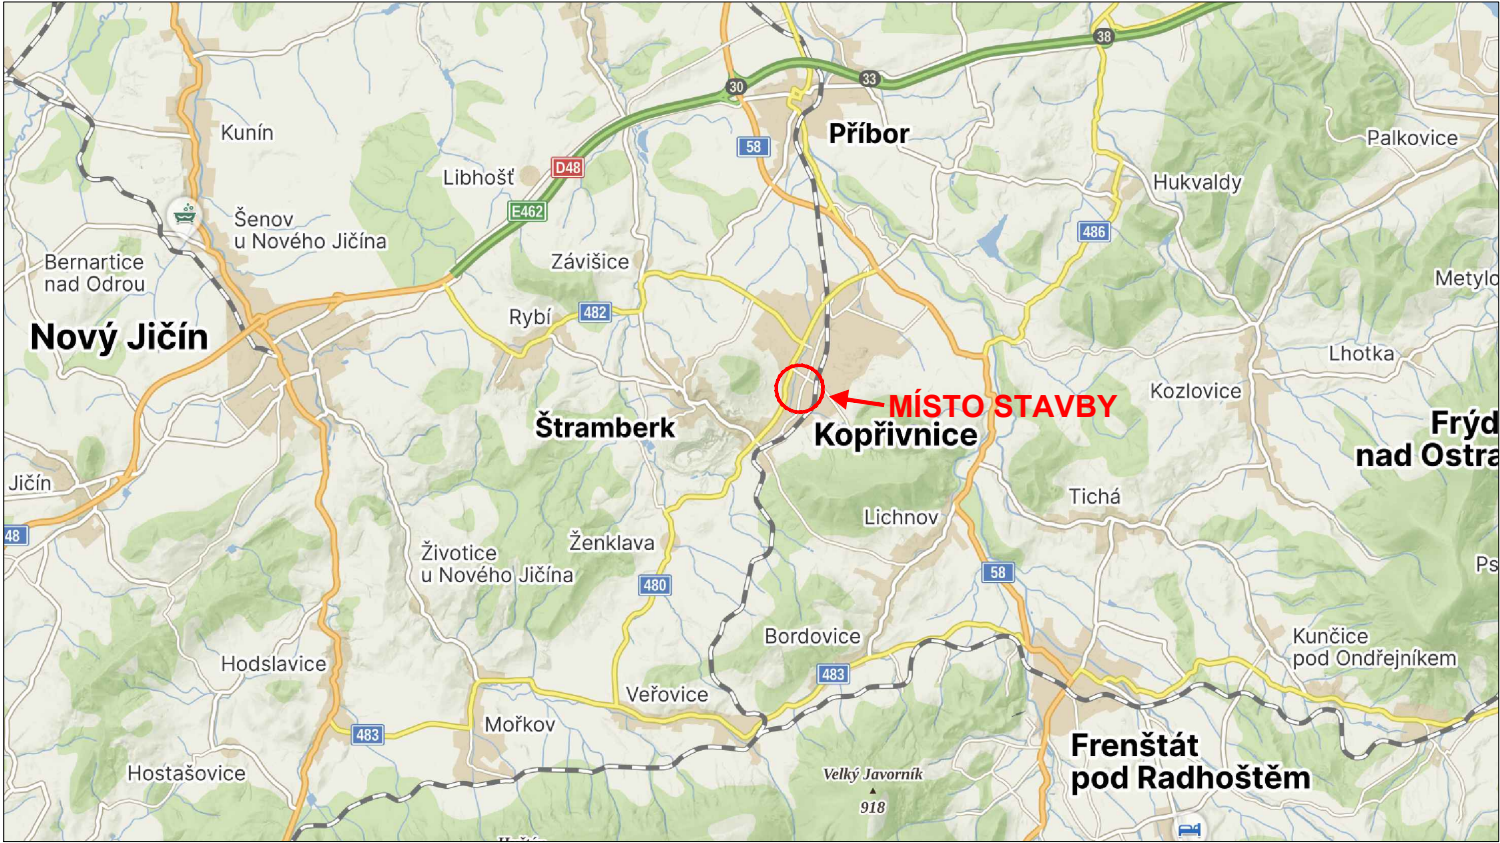 38
33
30
Příbor
58
Kunín
Palkovice
Libhošť
D48
Hukvaldy
E462
Šenov
u Nového Jičína
486
Bernartice
nad Odrou
Závišice
Metylo
Rybí
482
Nový Jičín
Lhotka
Kozlovice
MÍSTO STAVBY
Štramberk
Kopřivnice
Frýd
nad Ostra
Jičín
Tichá
Lichnov
48
Ženklava
Životice
u Nového Jičína
58
Ps
480
Bordovice
Kunčice
pod Ondřejníkem
Hodslavice
483
Veřovice
Mořkov
483
Frenštát
pod Radhoštěm
Hostašovice
Velký Javorník
918